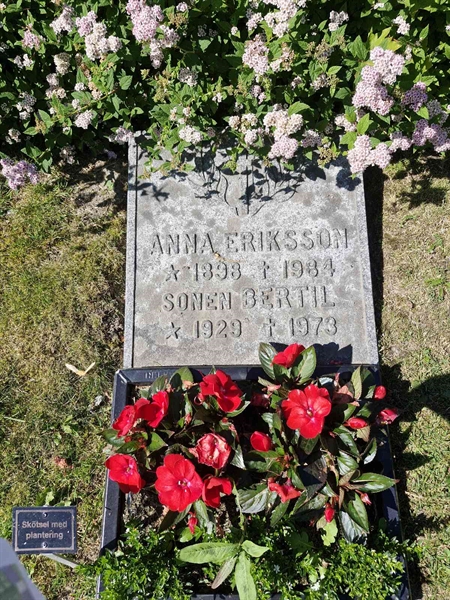 ANNA ERIKSSON
* 1898 † 1984
SONEN BERTIL
* 1929 † 1973
Skötsel med
plantering